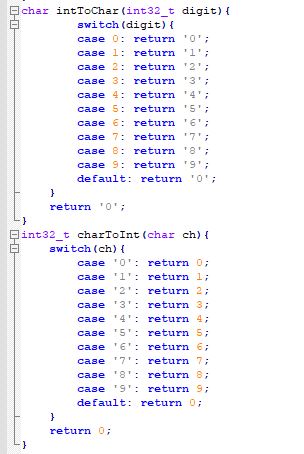 char intToChar(int32_t digit){
switch(digit){
case 0: return '0';
case 1: return '1';
case 2: return '2';
case 3: return '3';
case 4: return '4';
case 5: return '5';
case 6: return '6';
case 7: return '7';
case 8: return '8';
case 9: return '9';
default: return '0';
}
return '0';
}
int32_t charToInt(char ch){
switch(ch){
case '0': return 0;
case '1': return 1;
case '2': return 2;
case '3': return 3;
case '4': return 4;
case '5': return 5;
case '6': return 6;
case '7': return 7;
case '8': return 8;
case '9': return 9;
default: return 0;
}
return 0;
}